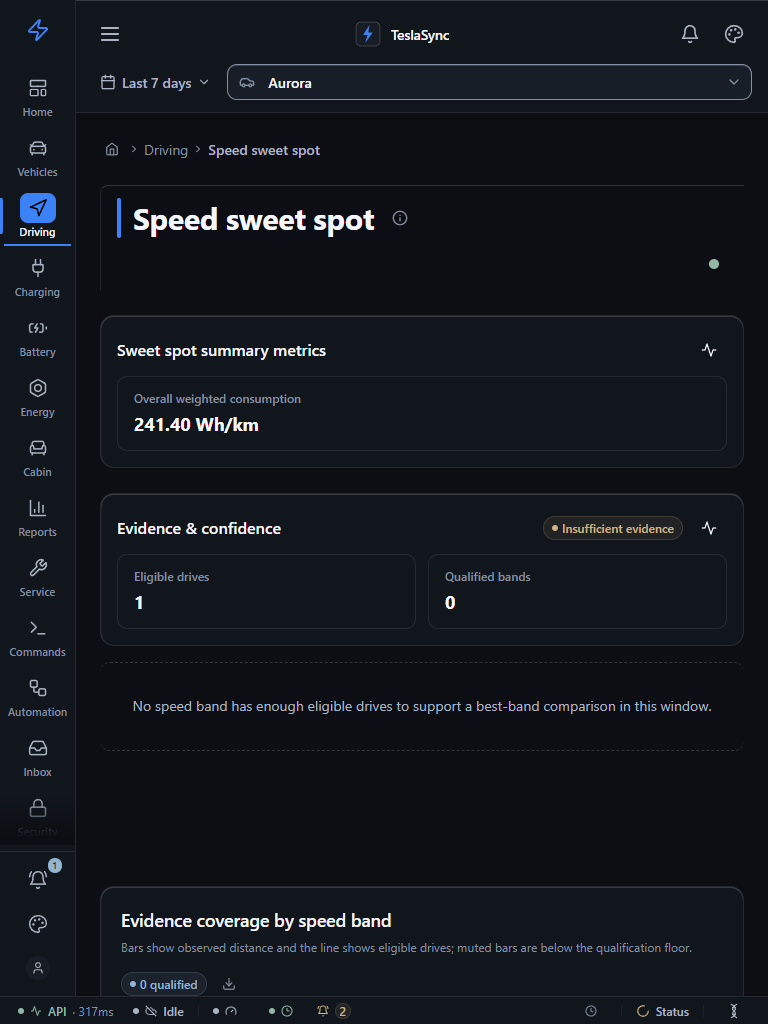 TeslaSync
Last 7 days
Aurora
Home
Vehicles
Driving
Charging
Battery
Energy
Cabin
Reports
Service
Commands
Automation
Inbox
Security
1
Driving
Speed sweet spot
Speed sweet spot
Sweet spot summary metrics
Overall weighted consumption
241.40 Wh/km
Evidence & confidence
Insufficient evidence
Eligible drives
1
Qualified bands
0
No speed band has enough eligible drives to support a best-band comparison in this window.
Evidence coverage by speed band
Bars show observed distance and the line shows eligible drives; muted bars are below the qualification floor.
0 qualified
API · 317ms
Idle
2
Status